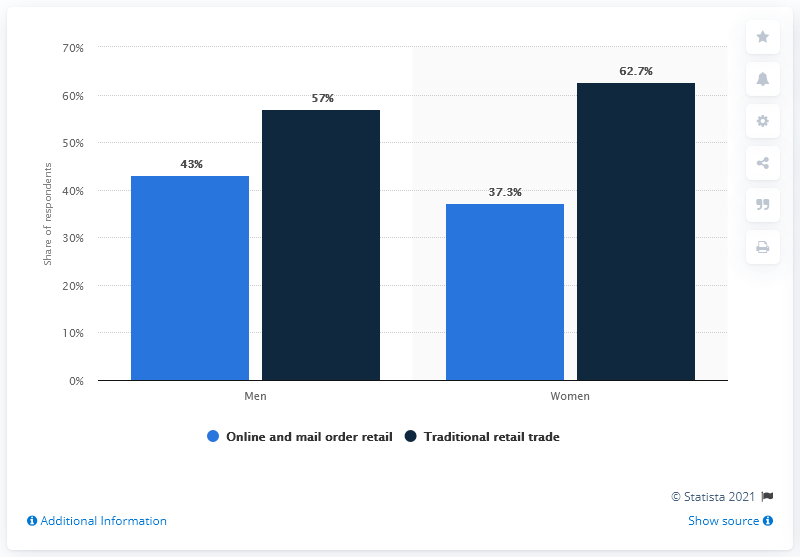 70%
60%
50%
40%
30%
20%
10%
0%
Share of respondents
43%
57%
37.3%
62.7%
Men
Women
Online and mail order retail
Traditional retail trade
© Statista 2021
Additional Information
Show source